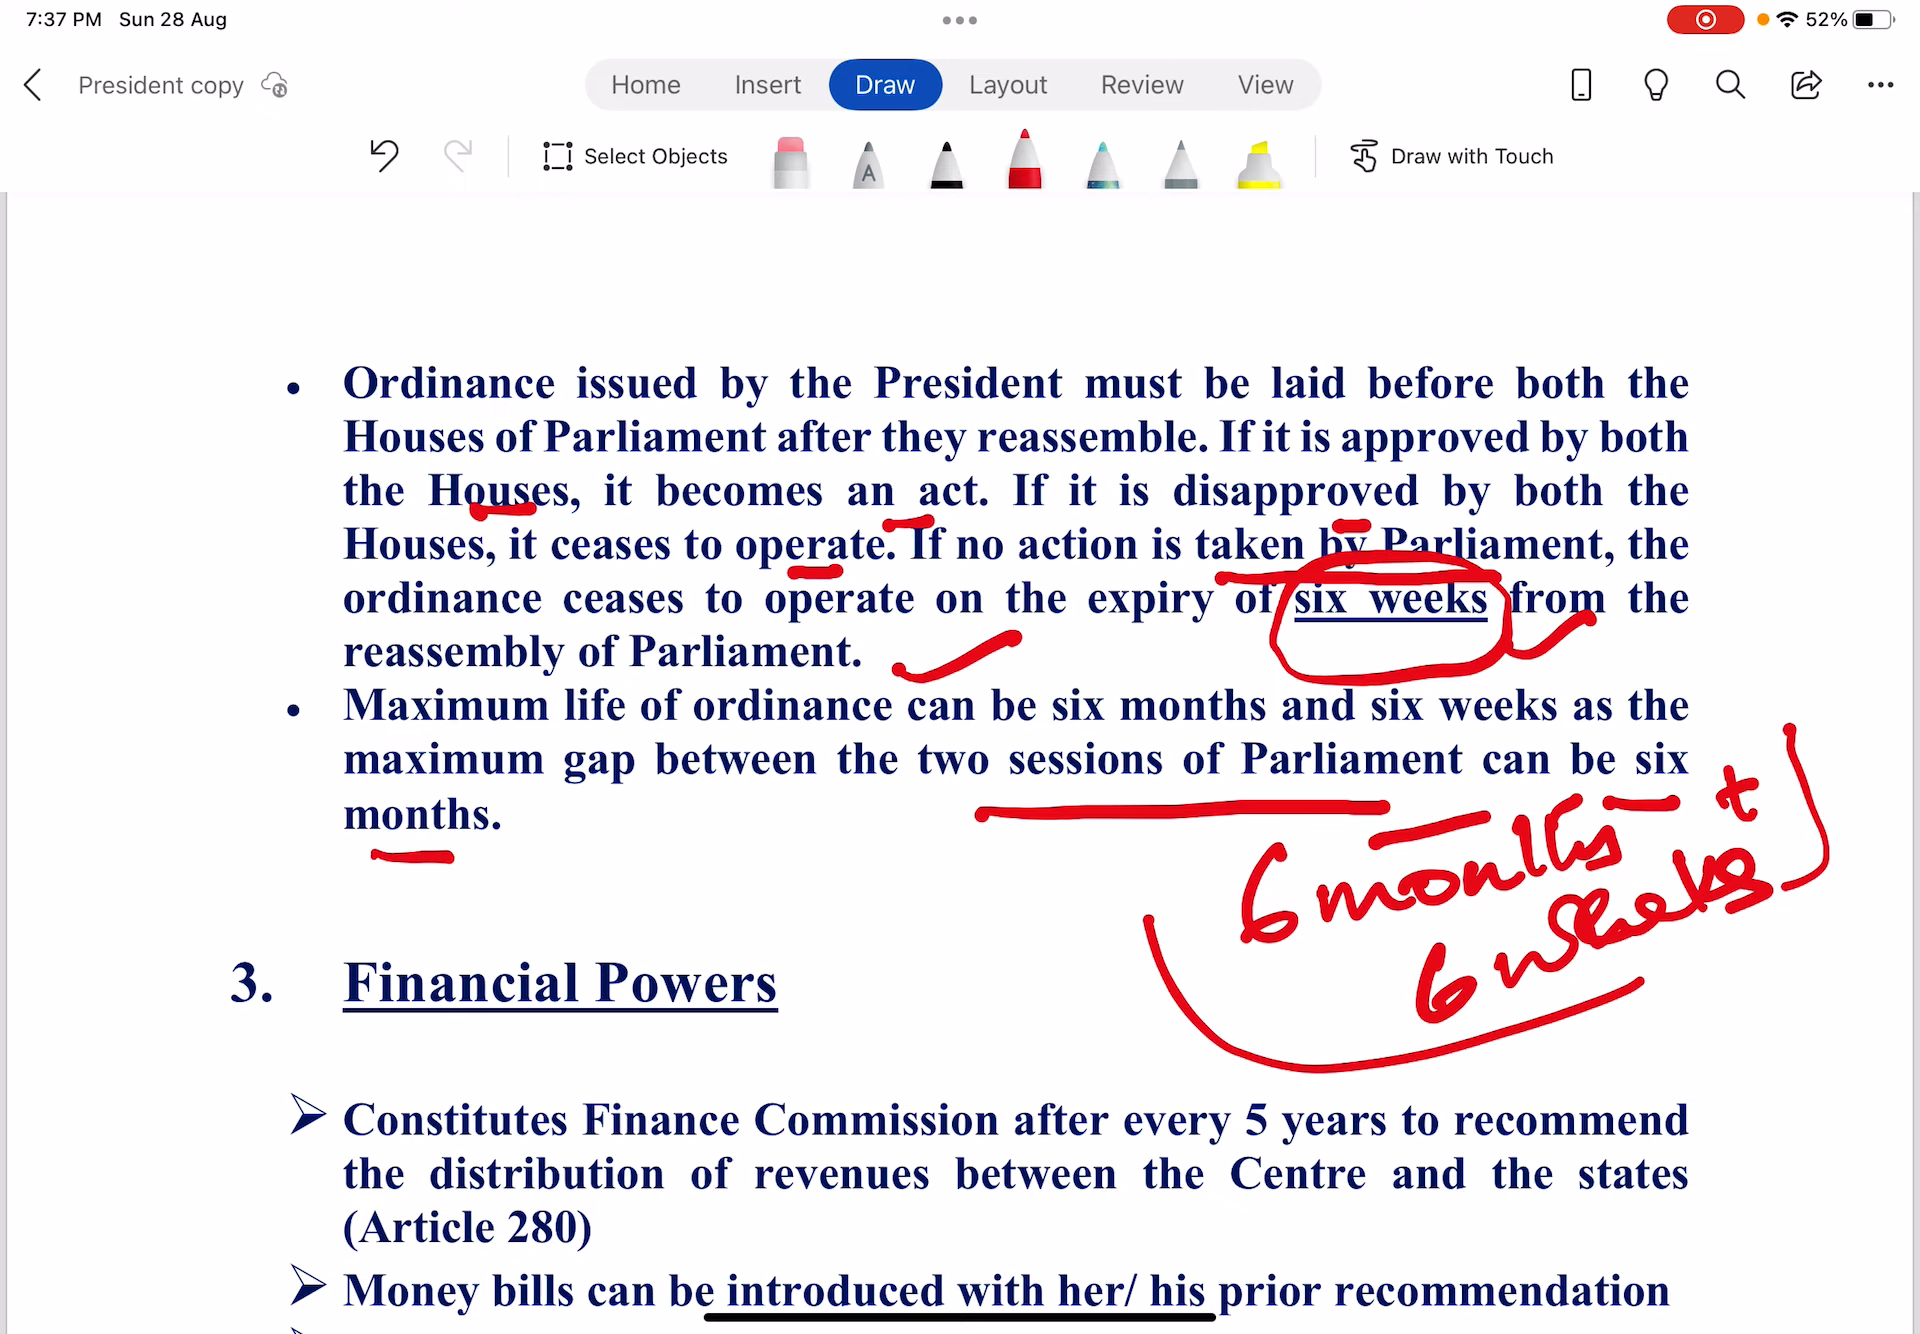 7:37 PM Sun 28 Aug
52%
President copy
Home Insert Draw Layout Review View
Select Objects
A
Draw with Touch
• Ordinance issued by the President must be laid before both the
Houses of Parliament after they reassemble. If it is approved by both
the Houses, it becomes an act. If it is disapproved by both the
Houses, it ceases to operate. If no action is taken by Parliament, the
ordinance ceases to operate on the expiry of six weeks from the
reassembly of Parliament.
• Maximum life of ordinance can be six months and six weeks as the
maximum gap between the two sessions of Parliament can be six
months.
6 months +
6 weeks
3. Financial Powers
➢ Constitutes Finance Commission after every 5 years to recommend
the distribution of revenues between the Centre and the states
(Article 280)
➢ Money bills can be introduced with her/ his prior recommendation